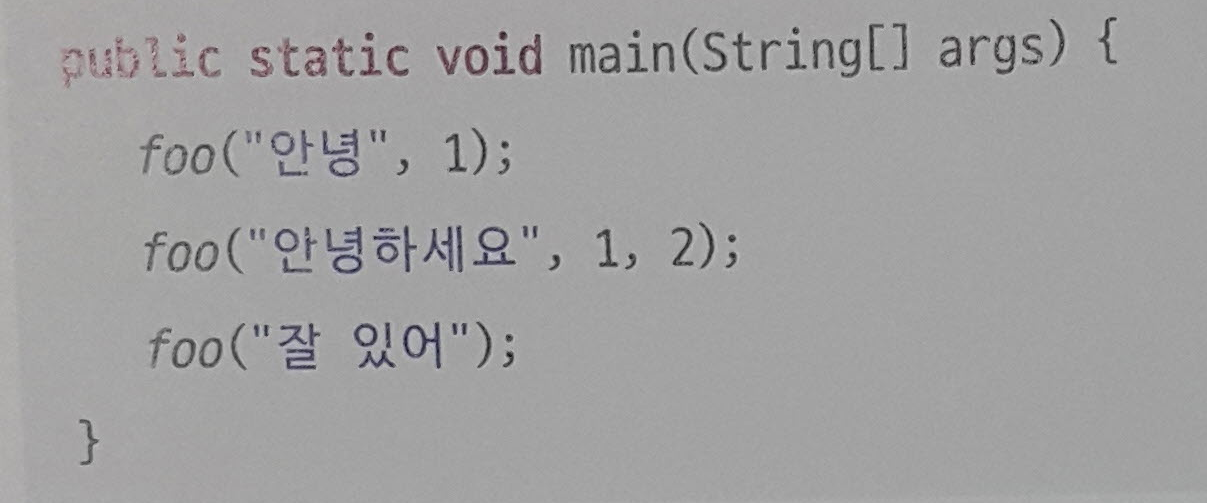 public static void main(String[] args) {
foo("안녕", 1);
foo("안녕하세요", 1, 2);
foo("잘 있어");
}